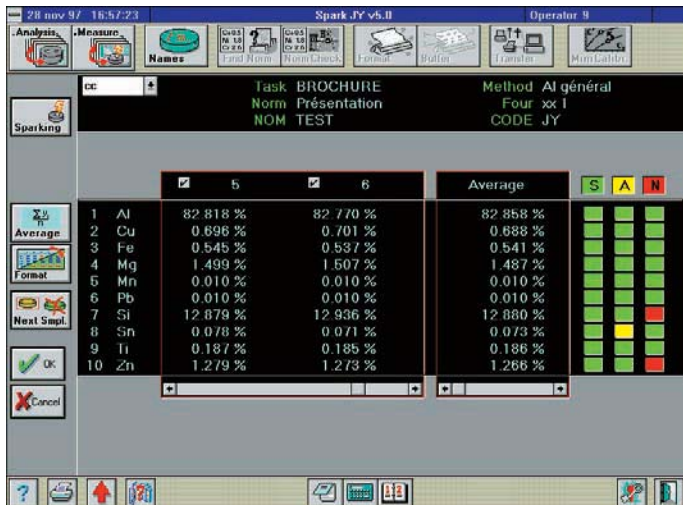 28 nov 97 16:57:23 Spark JY v5.0 Operator 9
Analysis Measure
Names Find Norm Norm Check Format Buffer Transfer Mini Calibr.
cc Task BROCHURE Method Al général
Norm Présentation Four xx I
NOM TEST CODE JY
Sparking
5 6 Average S A N
1 Al 82.818 % 82.770 % 82.858 %
2 Cu 0.696 % 0.701 % 0.688 %
3 Fe 0.545 % 0.537 % 0.541 %
4 Mg 1.499 % 1.507 % 1.487 %
5 Mn 0.010 % 0.010 % 0.010 %
6 Pb 0.010 % 0.010 % 0.010 %
7 Si 12.879 % 12.936 % 12.880 %
8 Sn 0.078 % 0.071 % 0.073 %
9 Ti 0.187 % 0.185 % 0.186 %
10 Zn 1.279 % 1.273 % 1.266 %
Average
Format
Next Smpl.
OK
Cancel